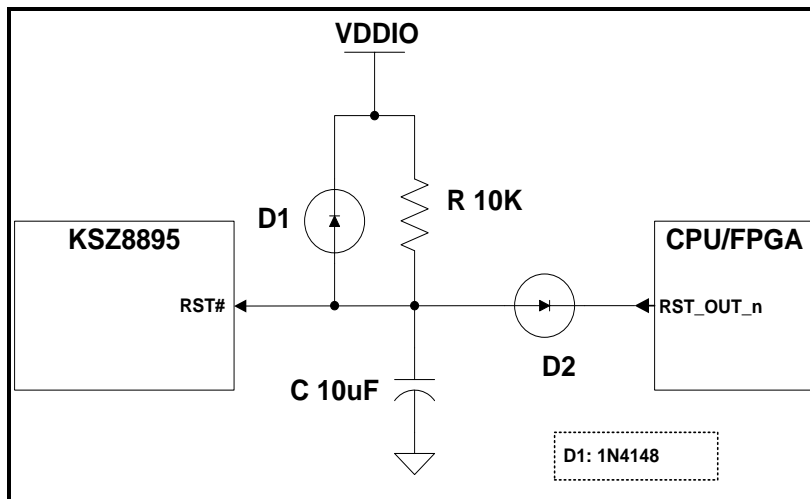 VDDIO
D1
R 10K
KSZ8895
CPU/FPGA
RST#
RST_OUT_n
D2
C 10uF
D1: 1N4148